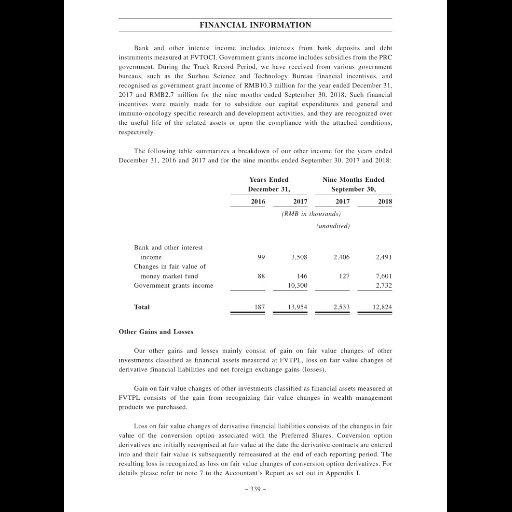 FINANCIAL INFORMATION
Bank and other interest income includes interests from bank deposits and debt
instruments measured at FVTOCI. Government grants income includes subsidies from the PRC
government. During the Track Record Period, we have received from various government
bureaus, such as the Suzhou Science and Technology Bureau financial incentives, and
recognised as government grant income of RMB10.3 million for the year ended December 31,
2017 and RMB2.7 million for the nine months ended September 30, 2018. Such financial
incentives were mainly made for to subsidize our capital expenditures and general and
immuno-oncology specific research and development activities, and they are recognized over
the useful life of the related assets or upon the compliance with the attached conditions,
respectively.
The following table summarizes a breakdown of our other income for the years ended
December 31, 2016 and 2017 and for the nine months ended September 30, 2017 and 2018:
Years Ended Nine Months Ended
December 31, September 30,
2016 2017 2017 2018
(RMB in thousands)
(unaudited)
Bank and other interest
income 99 3,508 2,406 2,491
Changes in fair value of
money market fund 88 146 127 7,601
Government grants income 10,300 2,732
Total 187 13,954 2,533 12,824
Other Gains and Losses
Our other gains and losses mainly consist of gain on fair value changes of other
investments classified as financial assets measured at FVTPL, loss on fair value changes of
derivative financial liabilities and net foreign exchange gains (losses).
Gain on fair value changes of other investments classified as financial assets measured at
FVTPL consists of the gain from recognizing fair value changes in wealth management
products we purchased.
Loss on fair value changes of derivative financial liabilities consists of the changes in fair
value of the conversion option associated with the Preferred Shares. Conversion option
derivatives are initially recognised at fair value at the date the derivative contracts are entered
into and their fair value is subsequently remeasured at the end of each reporting period. The
resulting loss is recognized as loss on fair value changes of conversion option derivatives. For
details please refer to note 7 to the Accountant's Report as set out in Appendix I.
– 339 –